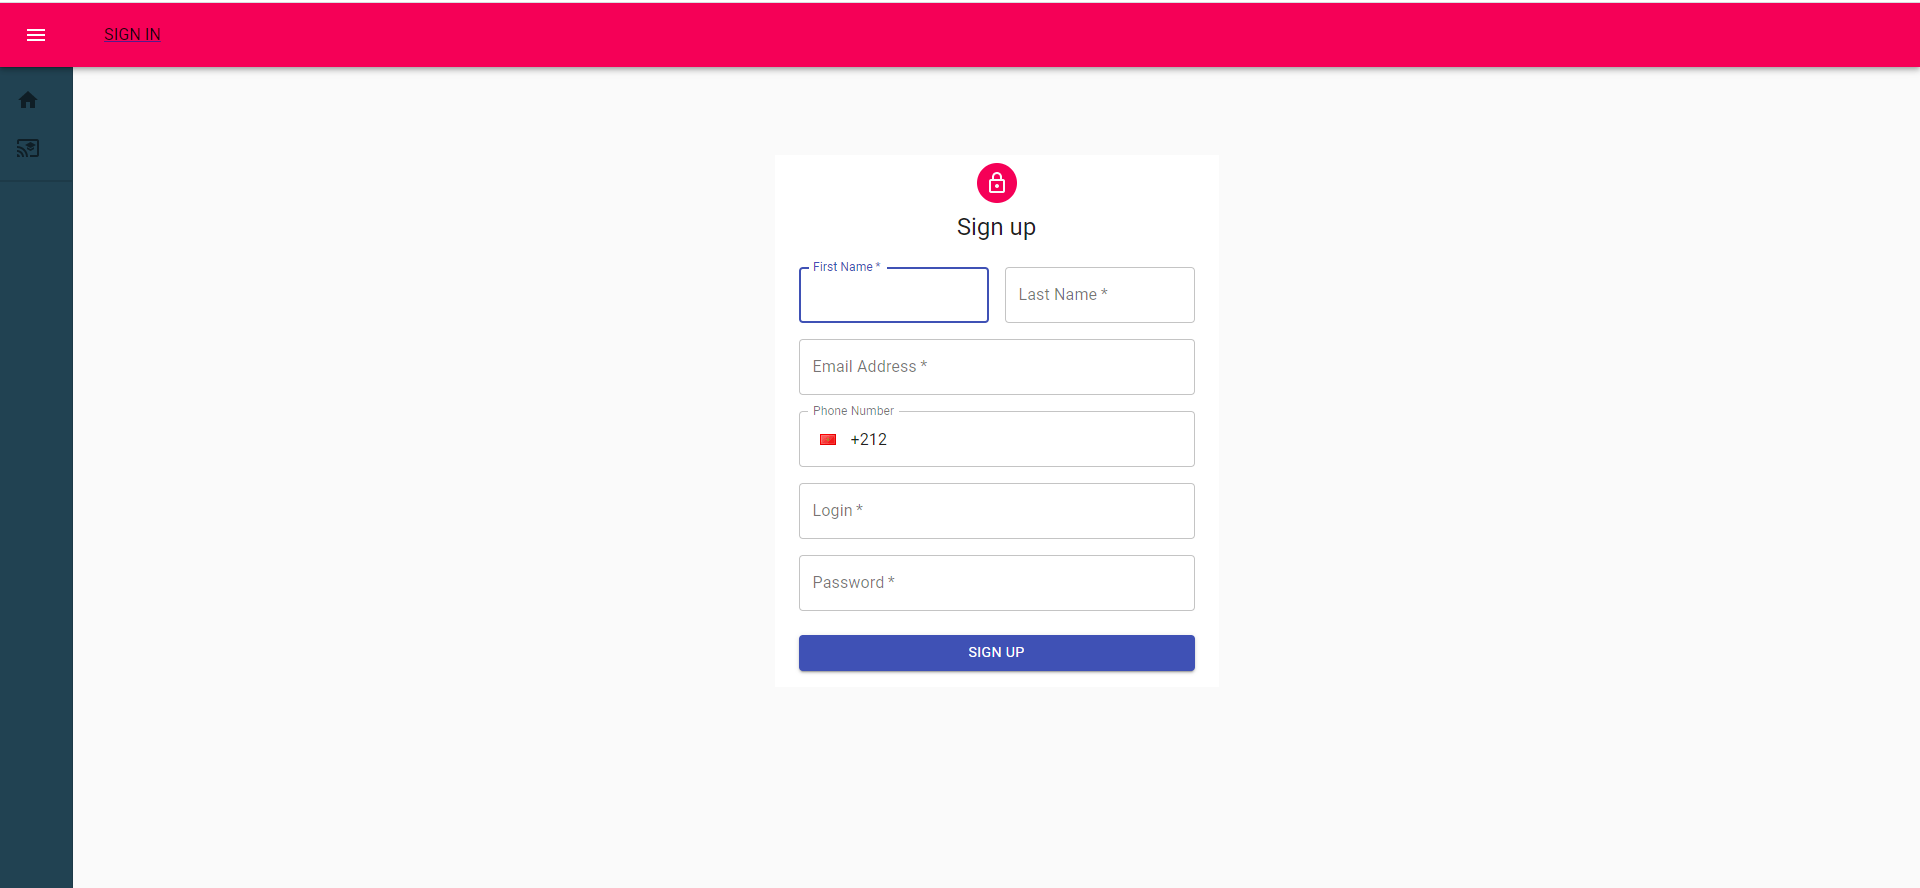 SIGN IN
Sign up
First Name *
Last Name *
Email Address *
Phone Number
+212
Login *
Password *
SIGN UP